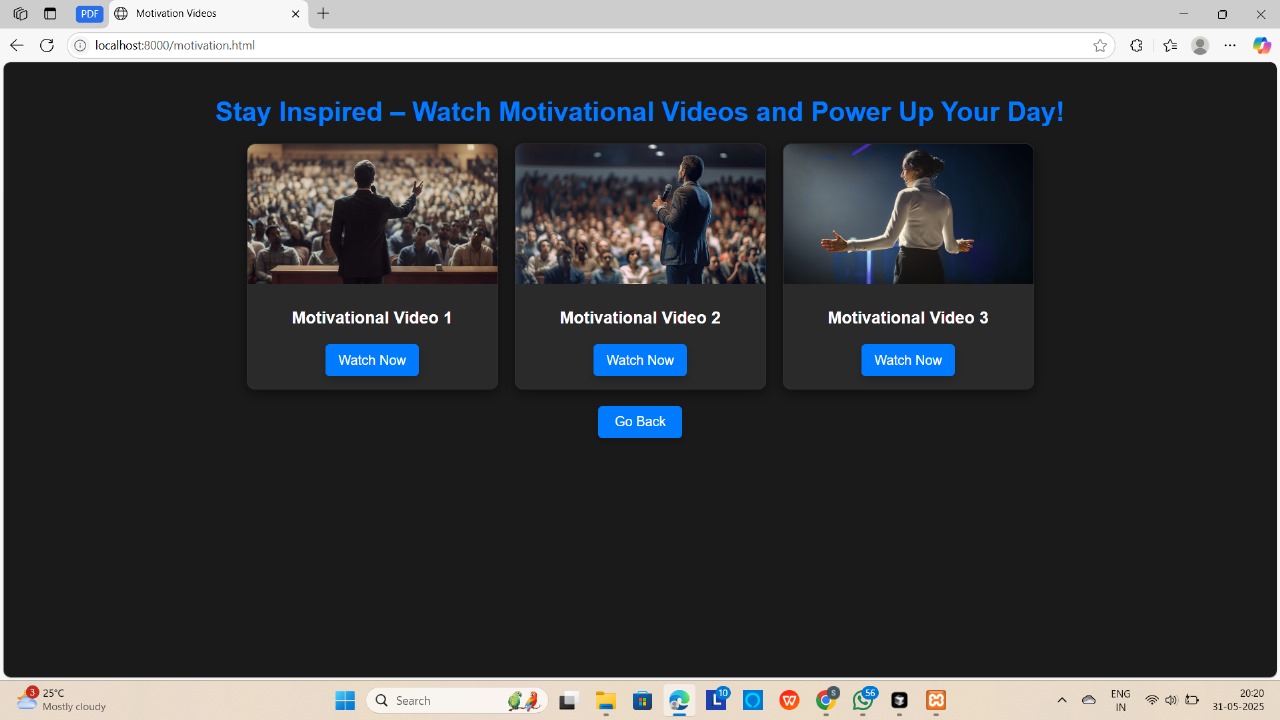 PDF
Motivation Videos
localhost:8000/motivation.html
Stay Inspired – Watch Motivational Videos and Power Up Your Day!
Motivational Video 1
Motivational Video 2
Motivational Video 3
Watch Now
Watch Now
Watch Now
Go Back
3
25°C
Mostly cloudy
Search
L
10
W
S
56
ENG
IN
20:20
31-05-2025